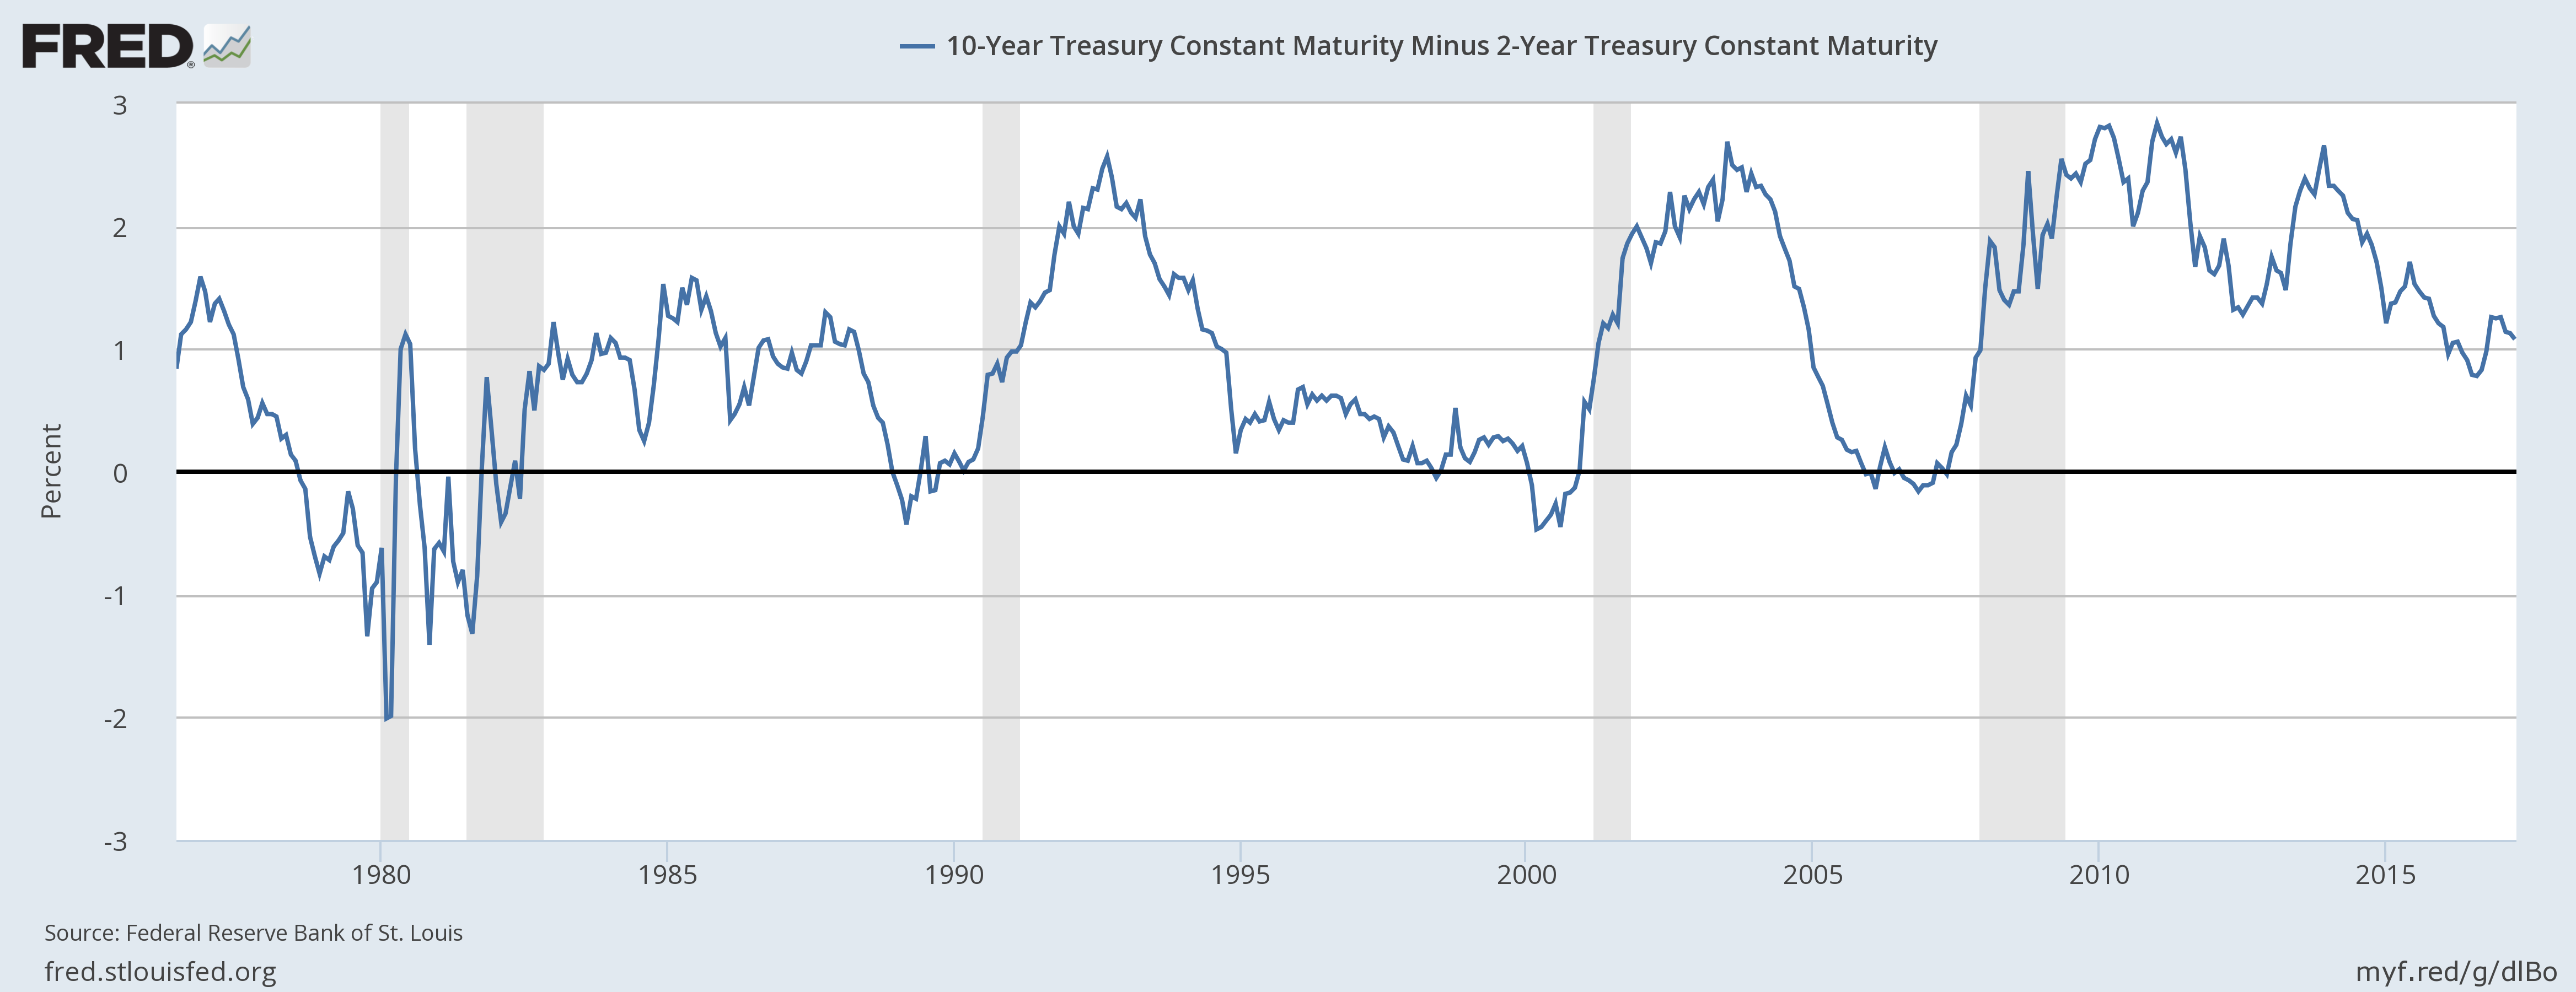 FRED®
10-Year Treasury Constant Maturity Minus 2-Year Treasury Constant Maturity
3
2
1
0
-1
-2
-3
Percent
1980 1985 1990 1995 2000 2005 2010 2015
Source: Federal Reserve Bank of St. Louis
fred.stlouisfed.org myf.red/g/dlBo